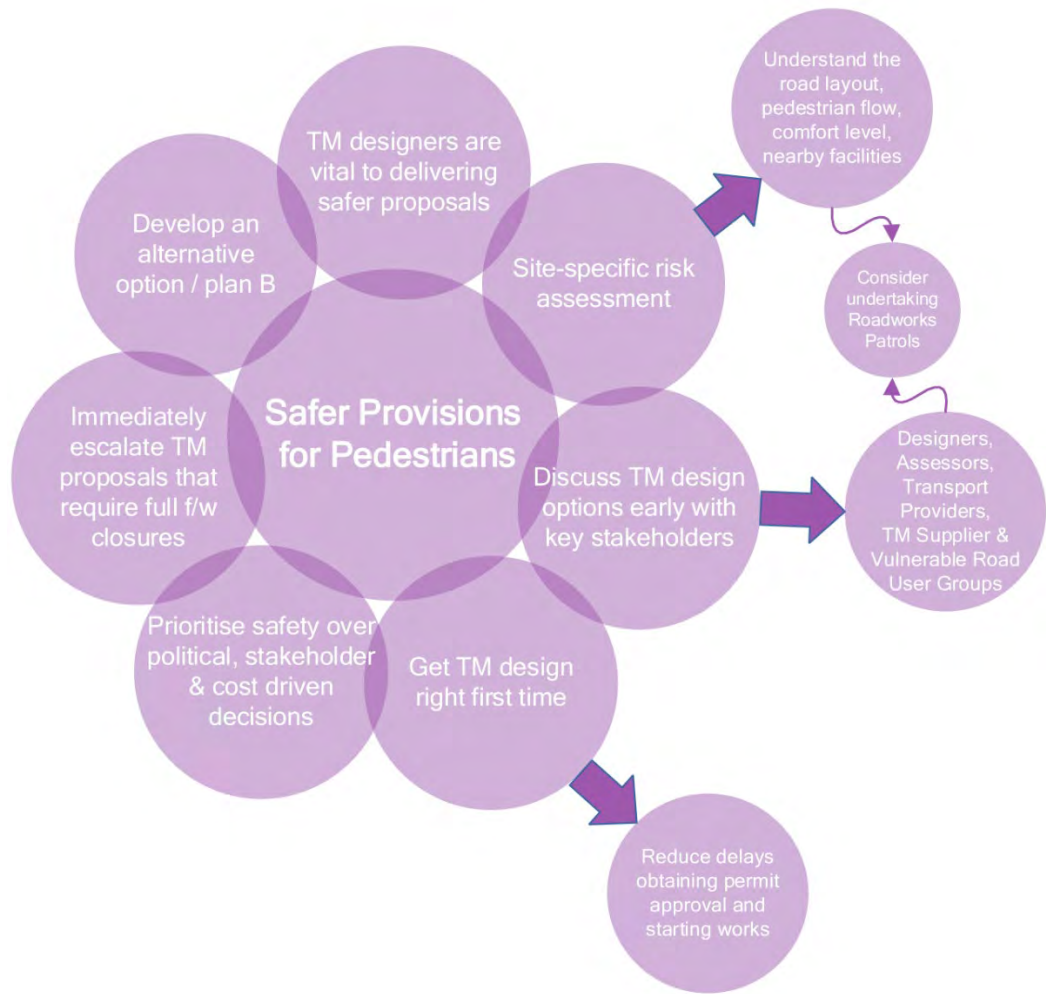 Safer Provisions
for Pedestrians
TM designers are
vital to delivering
safer proposals
Site-specific risk
assessment
Understand the
road layout,
pedestrian flow,
comfort level,
nearby facilities
Consider
undertaking
Roadworks
Patrols
Discuss TM design
options early with
key stakeholders
Designers,
Assessors,
Transport
Providers,
TM Supplier &
Vulnerable Road
User Groups
Get TM design
right first time
Reduce delays
obtaining permit
approval and
starting works
Prioritise safety over
political, stakeholder
& cost driven
decisions
Immediately
escalate TM
proposals that
require full f/w
closures
Develop an
alternative
option / plan B